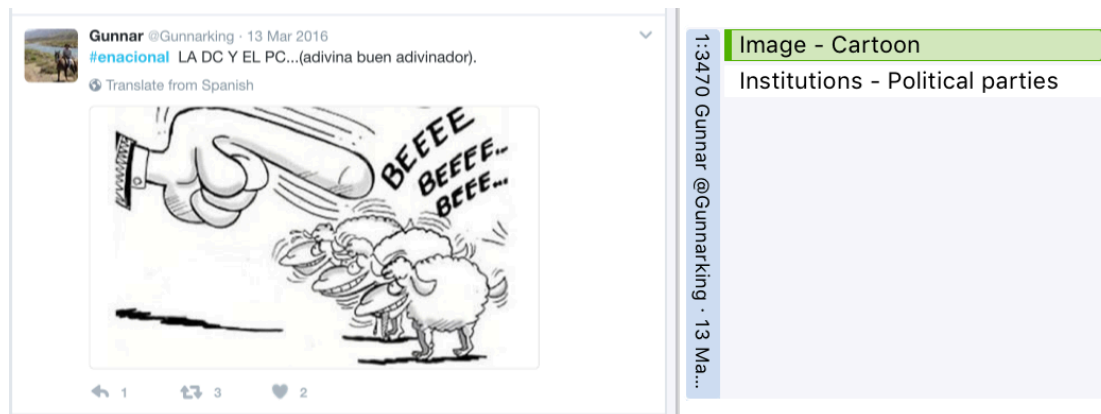 Gunnar @Gunnarking · 13 Mar 2016
#enacional LA DC Y EL PC...(adivina buen adivinador).
Translate from Spanish
BEEEE
BEEEE..
BEEE...
1 3 2
1:3470 Gunnar @Gunnarking · 13 Ma...
Image - Cartoon
Institutions - Political parties